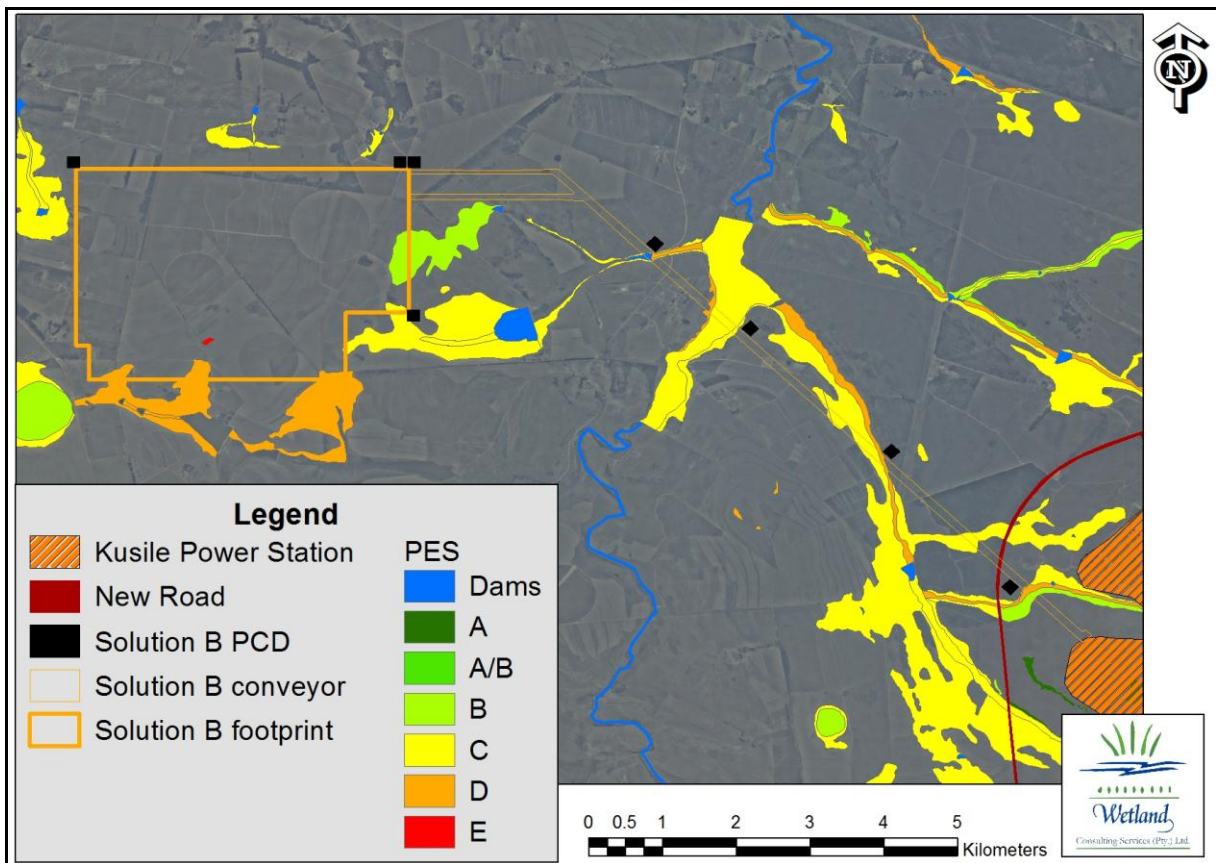 N
Legend
Kusile Power Station
New Road
Solution B PCD
Solution B conveyor
Solution B footprint
PES
Dams
A
A/B
B
C
D
E
0 0.5 1 2 3 4 5
Kilometers
Wetland
Consulting Services (Pty.) Ltd.